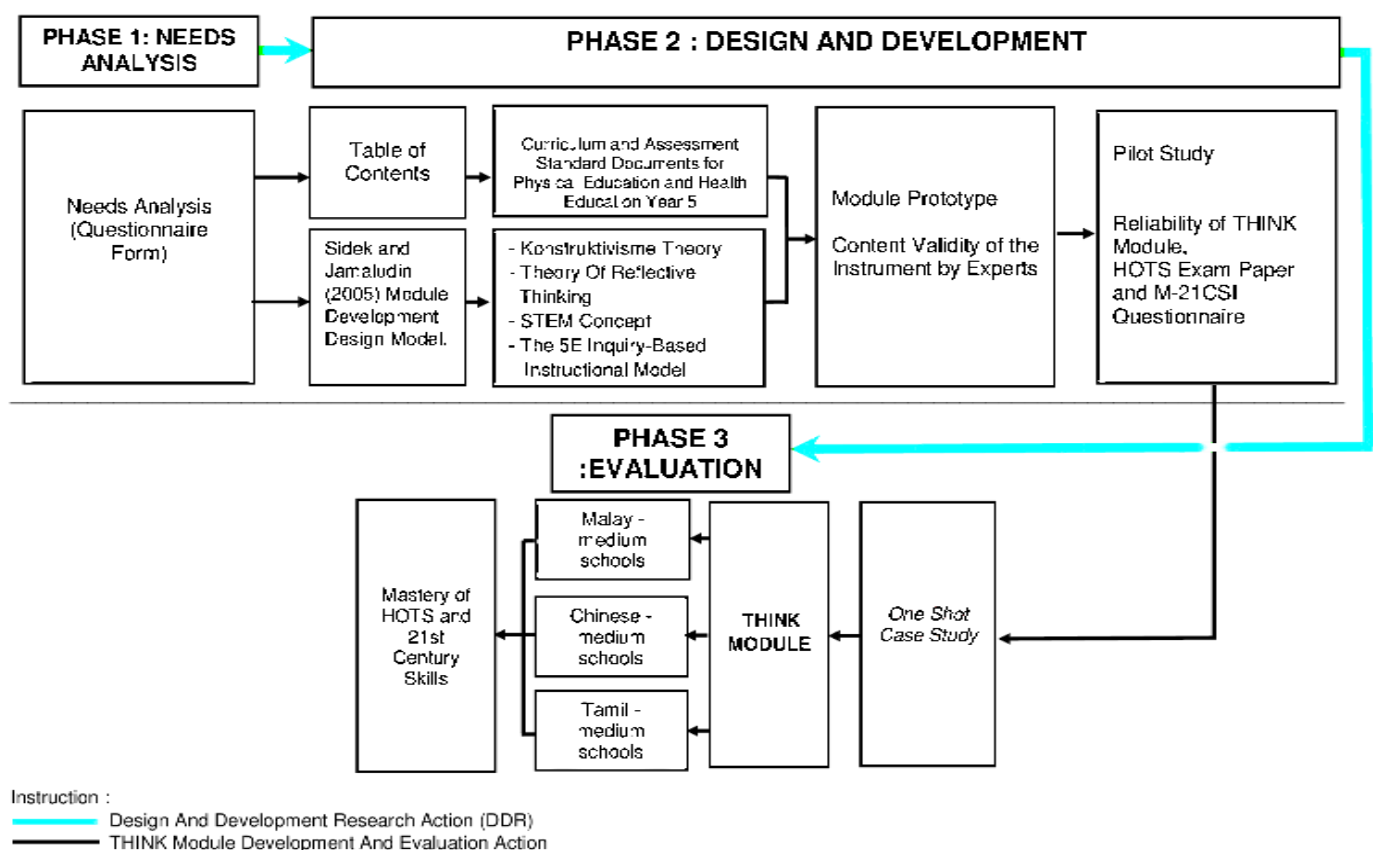 PHASE 1: NEEDS
ANALYSIS
PHASE 2 : DESIGN AND DEVELOPMENT
Needs Analysis
(Questionnaire
Form)
Table of
Contents
Curriculum and Assessment
Standard Documents for
Physical Education and Health
Education Year 5
Sidek and
Jamaludin
(2005) Module
Development
Design Model.
- Konstruktivisme Theory
- Theory Of Reflective
Thinking
- STEM Concept
- The 5E Inquiry-Based
Instructional Model
Module Prototype
Content Validity of the
Instrument by Experts
Pilot Study
Reliability of THINK
Module,
HOTS Exam Paper
and M-21CSI
Questionnaire
PHASE 3
:EVALUATION
Mastery of
HOTS and
21st
Century
Skills
Malay -
medium
schools
Chinese -
medium
schools
Tamil -
medium
schools
THINK
MODULE
One Shot
Case Study
Instruction :
Design And Development Research Action (DDR)
THINK Module Development And Evaluation Action